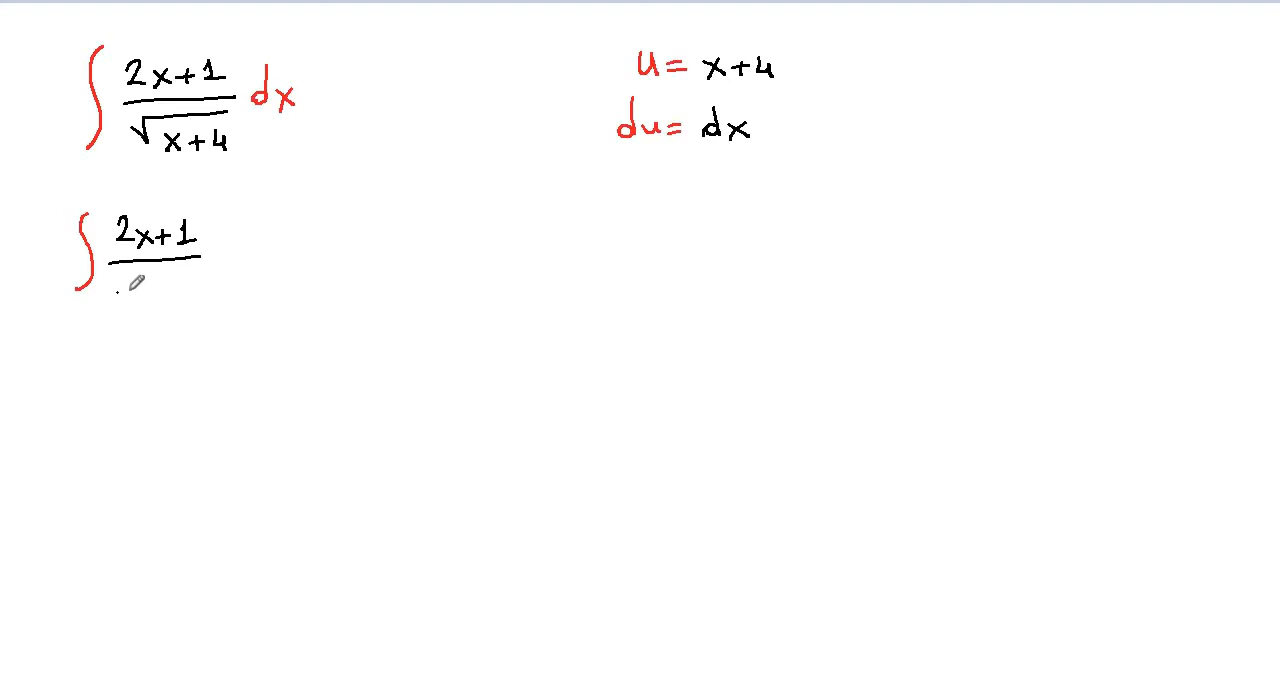 ∫ (2x+1)/√(x+4) dx
u = x+4
du = dx
∫ (2x+1)/